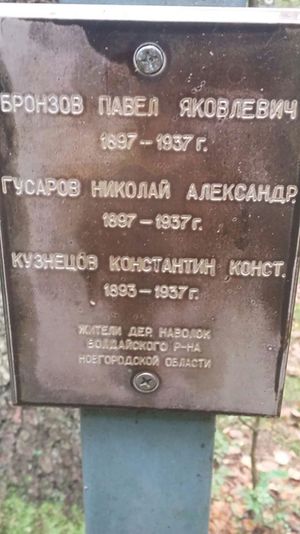 БРОНЗОВ ПАВЕЛ ЯКОВЛЕВИЧ
1897 – 1937 г.
ГУСАРОВ НИКОЛАЙ АЛЕКСАНДР.
1897 – 1937 г.
КУЗНЕЦОВ КОНСТАНТИН КОНСТ.
1893 – 1937 г.
ЖИТЕЛИ ДЕР. НАВОЛОК
ВОЛДАЙСКОГО Р-НА
НОВГОРОДСКОЙ ОБЛАСТИ